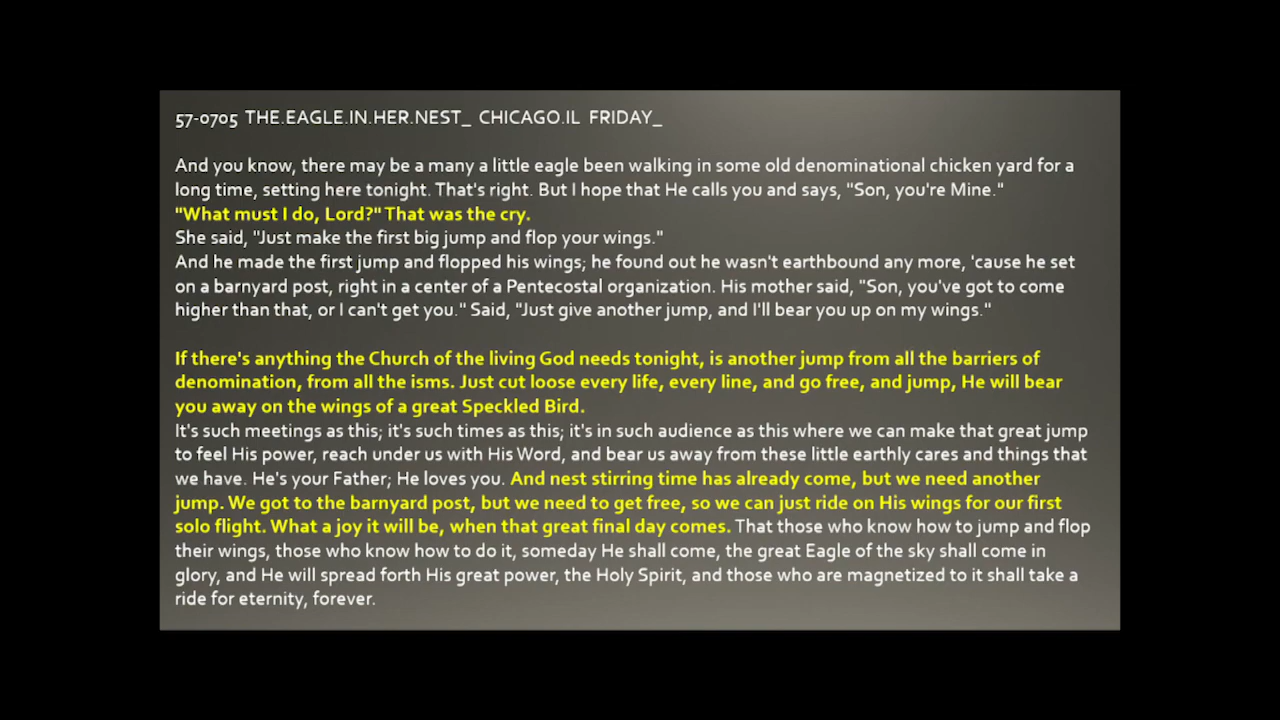 57-0705 THE.EAGLE.IN.HER.NEST_ CHICAGO.IL FRIDAY_
And you know, there may be a many a little eagle been walking in some old denominational chicken yard for a
long time, setting here tonight. That's right. But I hope that He calls you and says, "Son, you're Mine."
"What must I do, Lord?" That was the cry.
She said, "Just make the first big jump and flop your wings."
And he made the first jump and flopped his wings; he found out he wasn't earthbound any more, 'cause he set
on a barnyard post, right in a center of a Pentecostal organization. His mother said, "Son, you've got to come
higher than that, or I can't get you." Said, "Just give another jump, and I'll bear you up on my wings."
If there's anything the Church of the living God needs tonight, is another jump from all the barriers of
denomination, from all the isms. Just cut loose every life, every line, and go free, and jump, He will bear
you away on the wings of a great Speckled Bird.
It's such meetings as this; it's such times as this; it's in such audience as this where we can make that great jump
to feel His power, reach under us with His Word, and bear us away from these little earthly cares and things that
we have. He's your Father; He loves you. And nest stirring time has already come, but we need another
jump. We got to the barnyard post, but we need to get free, so we can just ride on His wings for our first
solo flight. What a joy it will be, when that great final day comes. That those who know how to jump and flop
their wings, those who know how to do it, someday He shall come, the great Eagle of the sky shall come in
glory, and He will spread forth His great power, the Holy Spirit, and those who are magnetized to it shall take a
ride for eternity, forever.